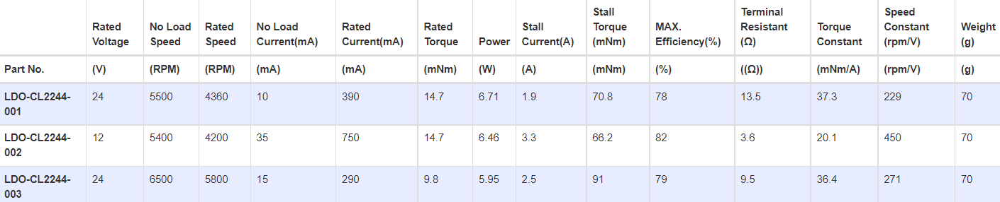 Rated Voltage No Load Speed Rated Speed No Load Current(mA) Rated Current(mA) Rated Torque Power Stall Current(A) Stall Torque (mNm) MAX. Efficiency(%) Terminal Resistant (Ω) Torque Constant Speed Constant (rpm/V) Weight (g)
Part No. (V) (RPM) (RPM) (mA) (mA) (mNm) (W) (A) (mNm) (%) ((Ω)) (mNm/A) (rpm/V) (g)
LDO-CL2244-001 24 5500 4360 10 390 14.7 6.71 1.9 70.8 78 13.5 37.3 229 70
LDO-CL2244-002 12 5400 4200 35 750 14.7 6.46 3.3 66.2 82 3.6 20.1 450 70
LDO-CL2244-003 24 6500 5800 15 290 9.8 5.95 2.5 91 79 9.5 36.4 271 70